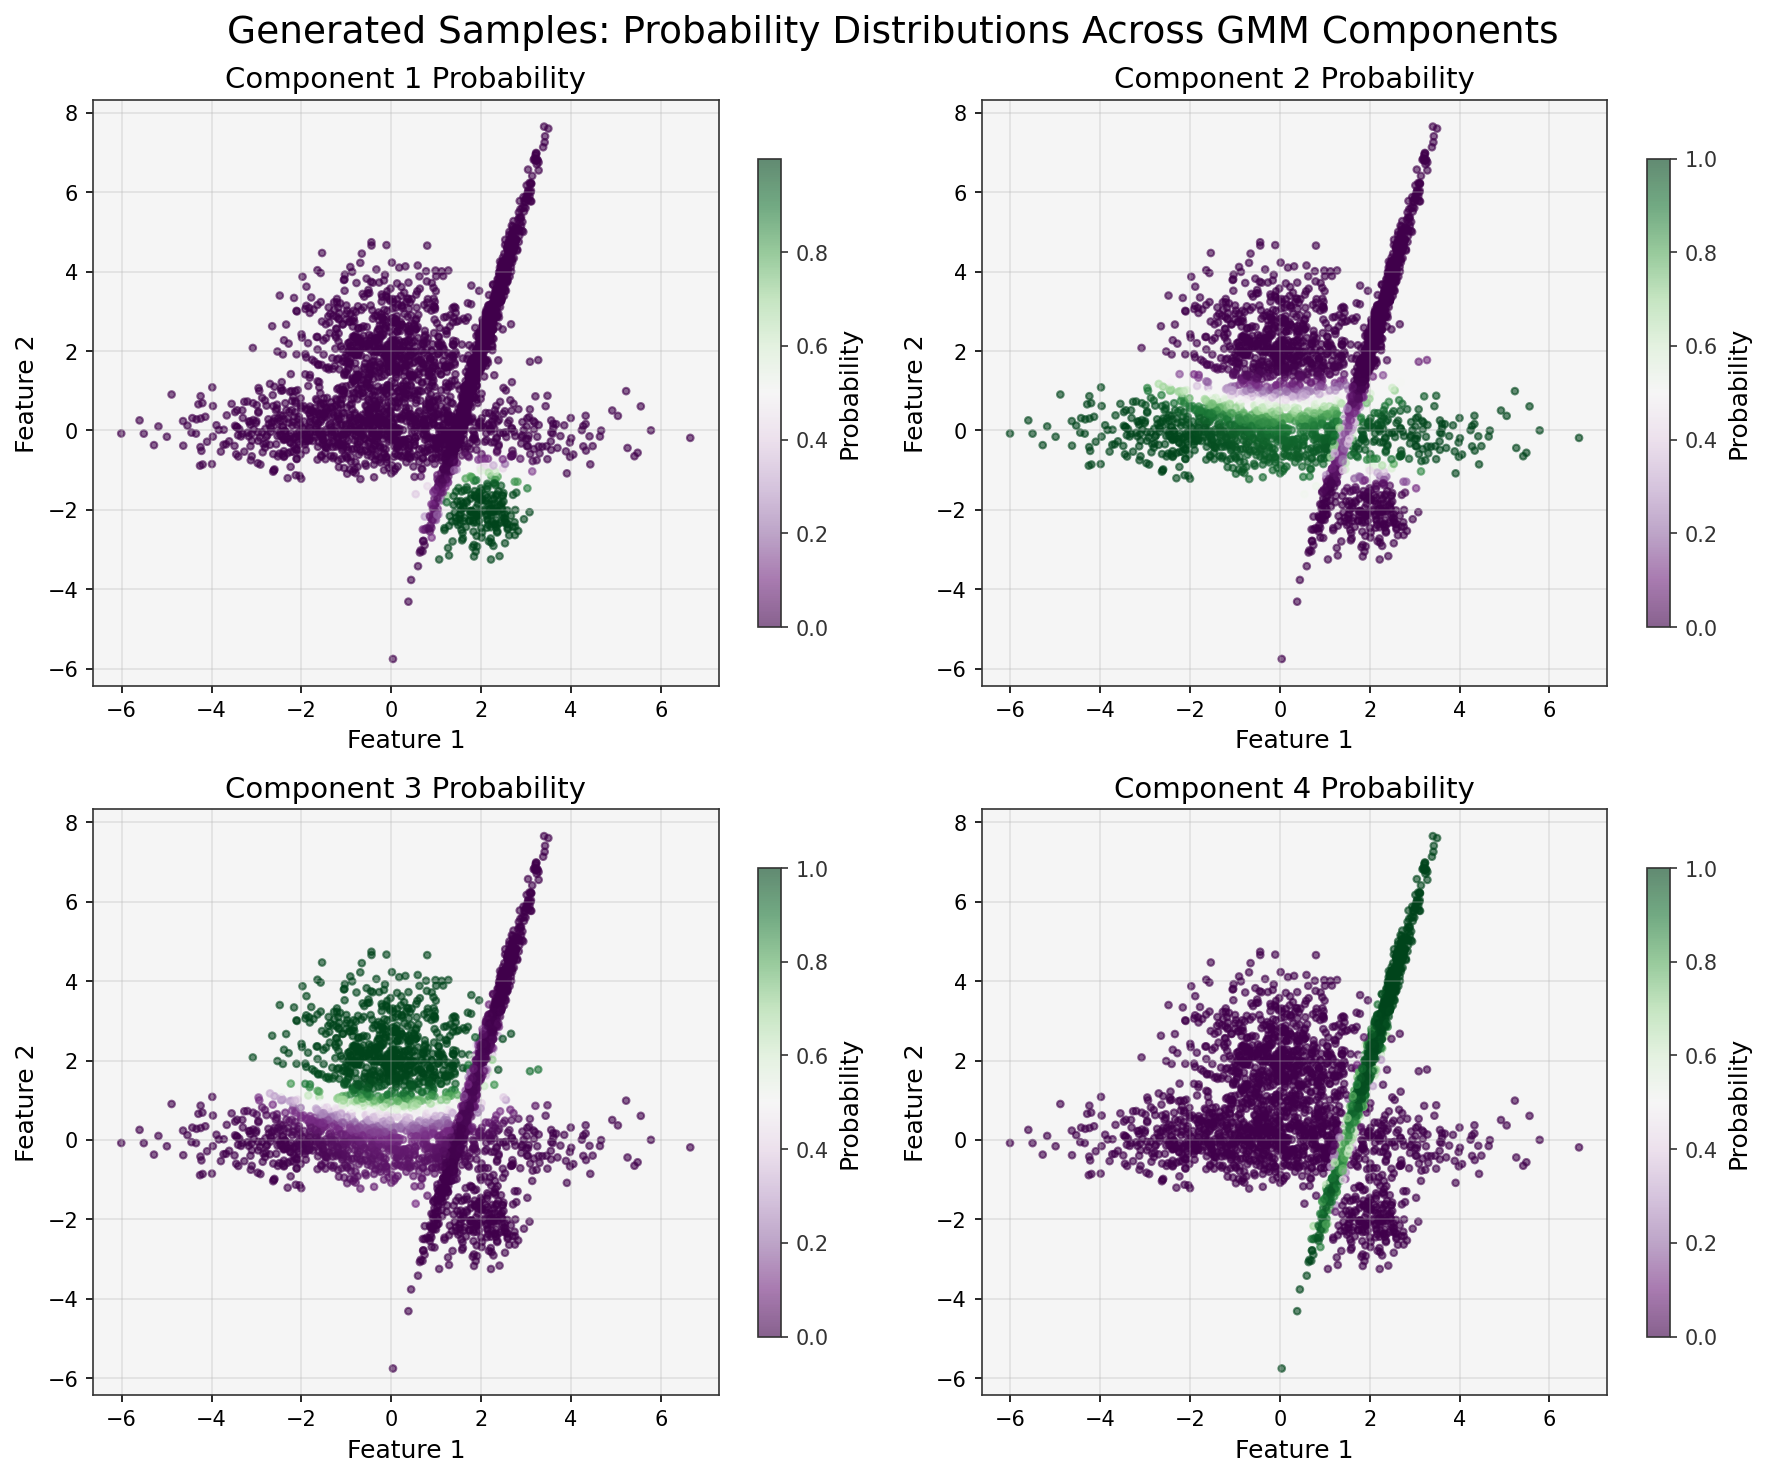 Generated Samples: Probability Distributions Across GMM Components
Component 1 Probability
8
6
4
2
0
−2
−4
−6
Feature 2
−6 −4 −2 0 2 4 6
Feature 1
0.8
0.6
0.4
0.2
0.0
Probability
Component 2 Probability
8
6
4
2
0
−2
−4
−6
Feature 2
−6 −4 −2 0 2 4 6
Feature 1
1.0
0.8
0.6
0.4
0.2
0.0
Probability
Component 3 Probability
8
6
4
2
0
−2
−4
−6
Feature 2
−6 −4 −2 0 2 4 6
Feature 1
1.0
0.8
0.6
0.4
0.2
0.0
Probability
Component 4 Probability
8
6
4
2
0
−2
−4
−6
Feature 2
−6 −4 −2 0 2 4 6
Feature 1
1.0
0.8
0.6
0.4
0.2
0.0
Probability